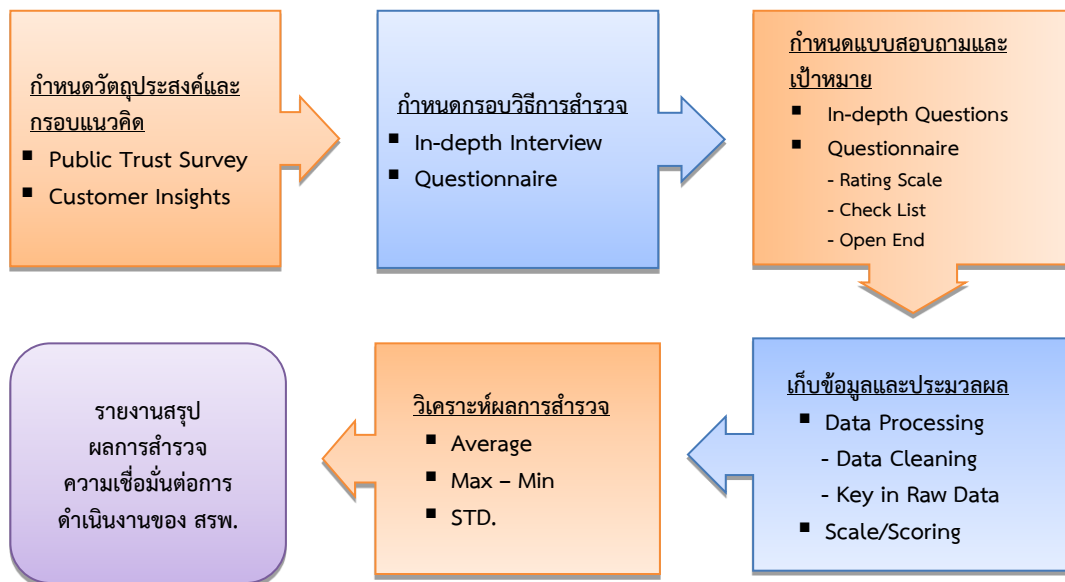 กำหนดวัตถุประสงค์และ
กรอบแนวคิด
▪ Public Trust Survey
▪ Customer Insights
กำหนดกรอบวิธีการสำรวจ
▪ In-depth Interview
▪ Questionnaire
กำหนดแบบสอบถามและ
เป้าหมาย
▪ In-depth Questions
▪ Questionnaire
- Rating Scale
- Check List
- Open End
เก็บข้อมูลและประมวลผล
▪ Data Processing
- Data Cleaning
- Key in Raw Data
▪ Scale/Scoring
วิเคราะห์ผลการสำรวจ
▪ Average
▪ Max – Min
▪ STD.
รายงานสรุป
ผลการสำรวจ
ความเชื่อมั่นต่อการ
ดำเนินงานของ สรพ.